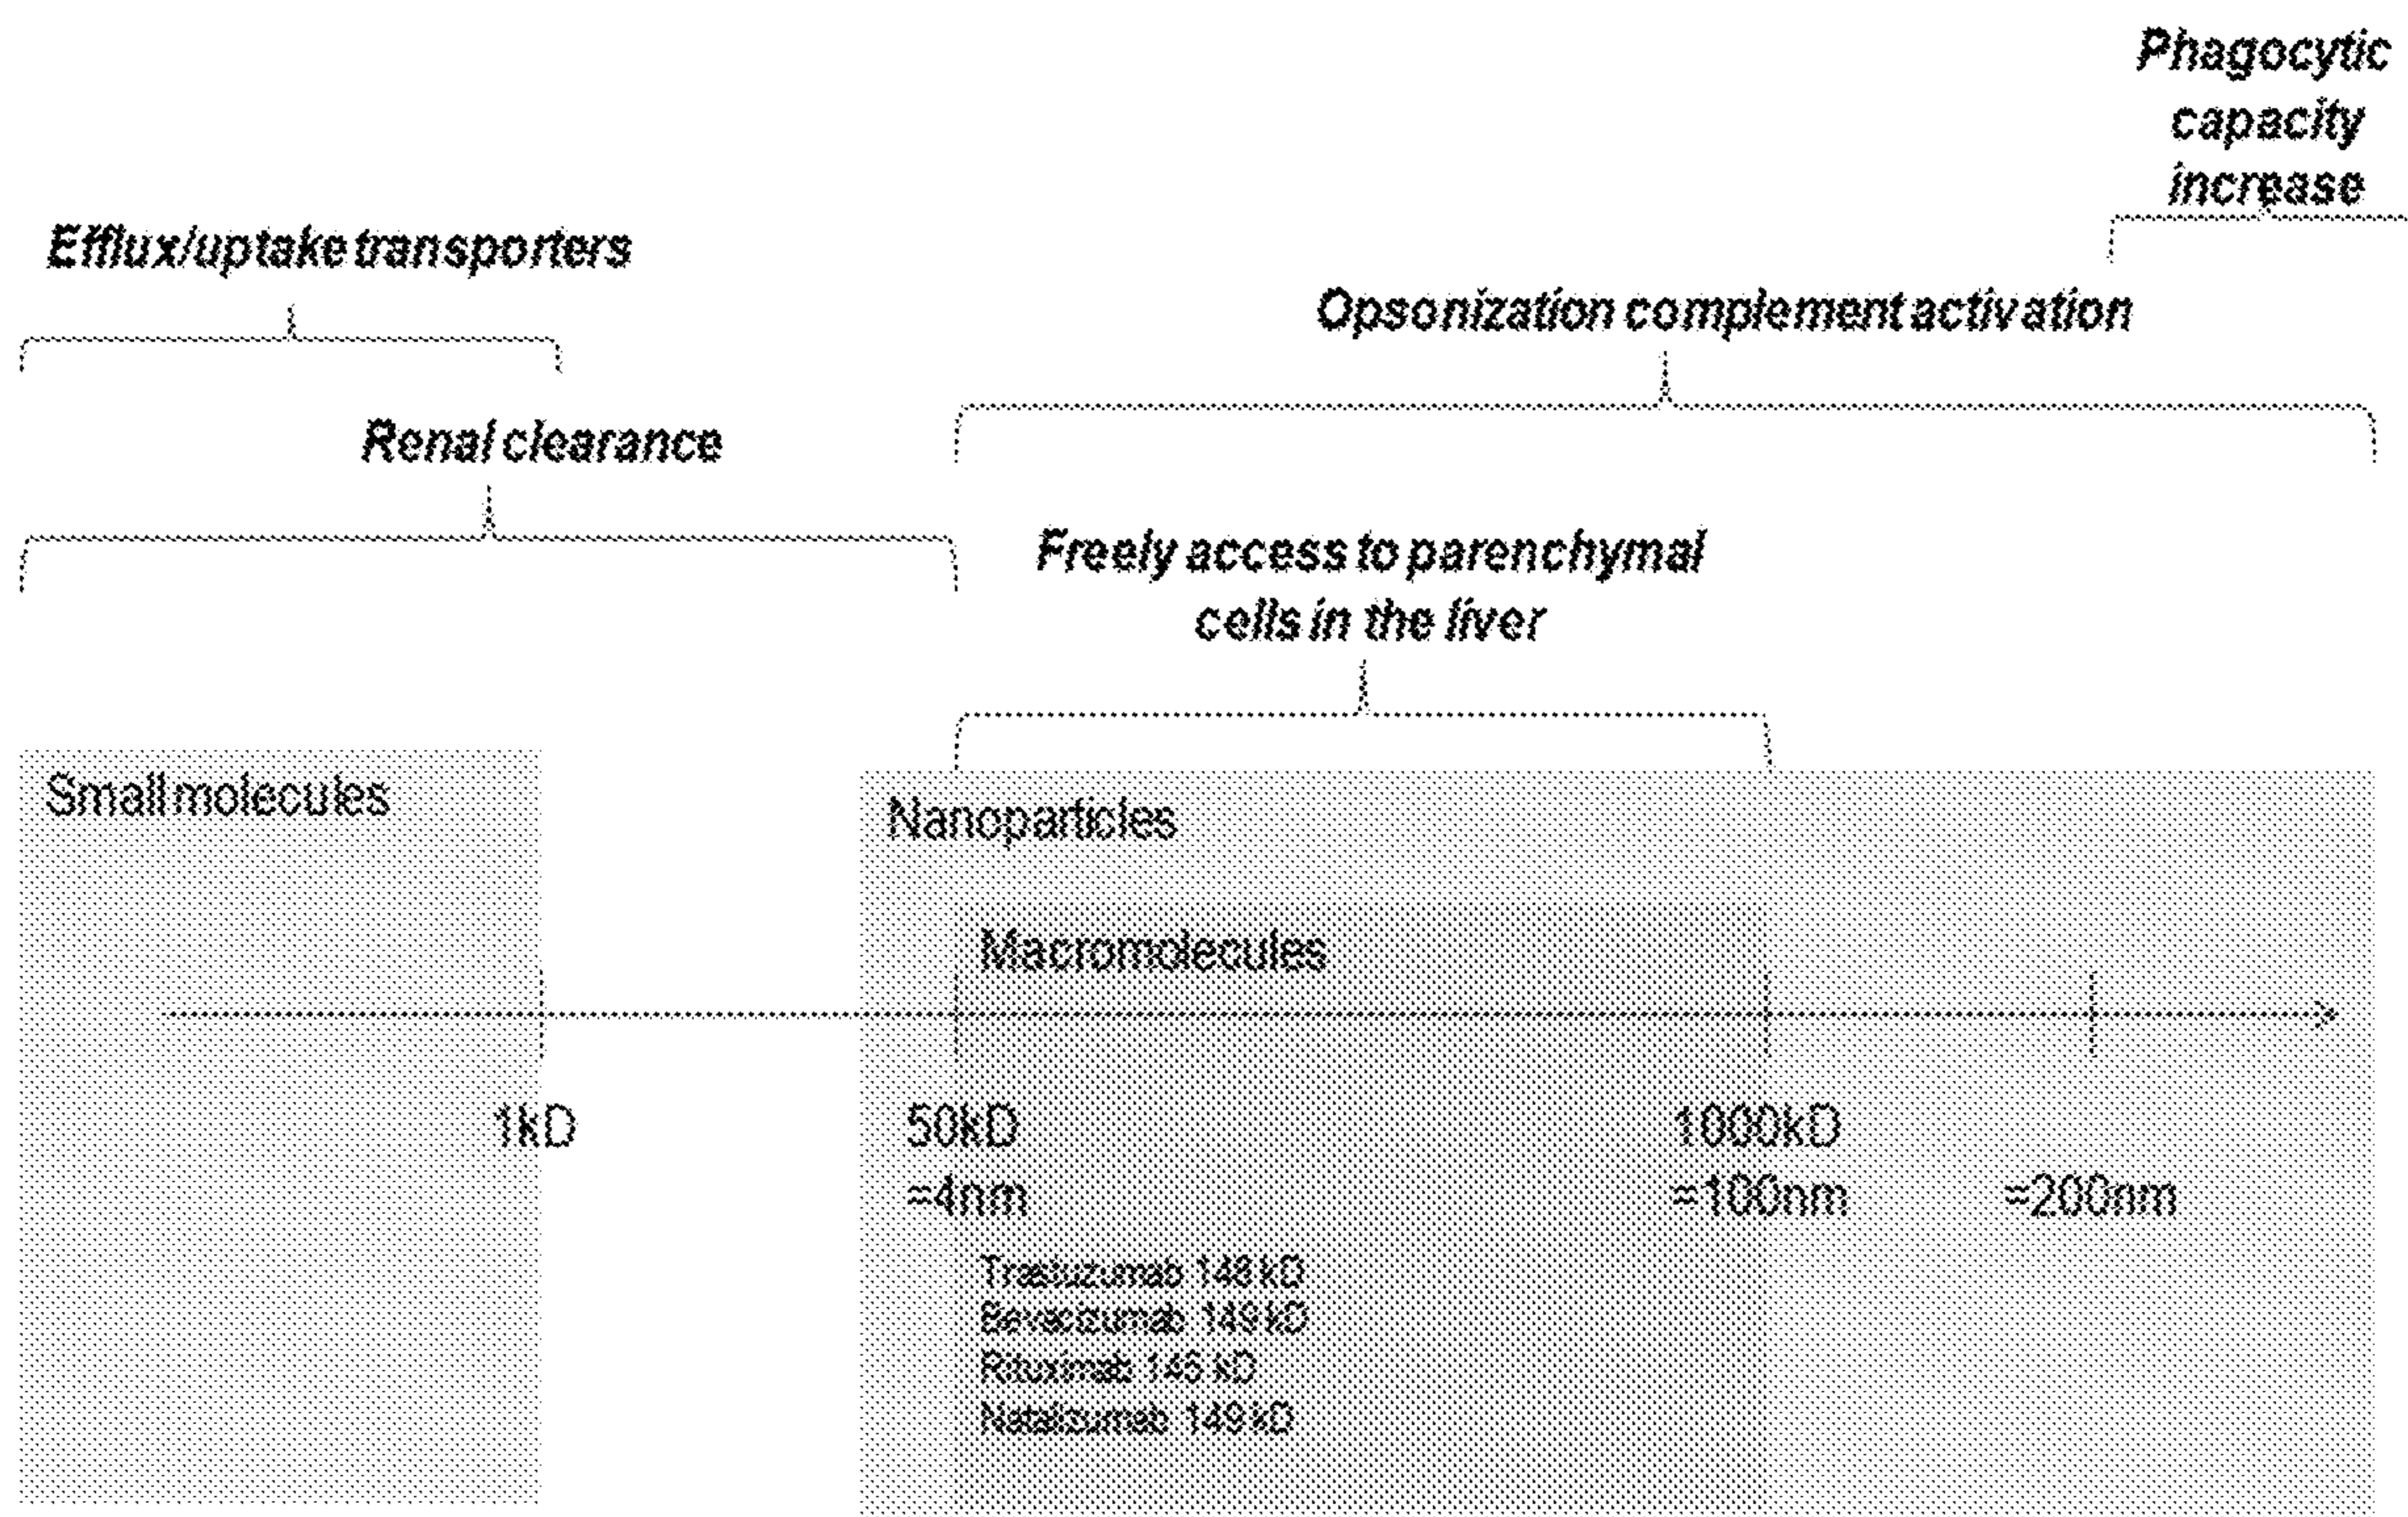 Phagocytic
capacity
increase
Efflux/uptake transporters
Opsonization complement activation
Renal clearance
Freely access to parenchymal
cells in the liver
Small molecules
Nanoparticles
Macromolecules
1kD
50kD
1000kD
=4nm
=100nm
=200nm
Trastuzumab 148 kD
Bevacizumab 149 kD
Rituximab 145 kD
Natalizumab 149 kD